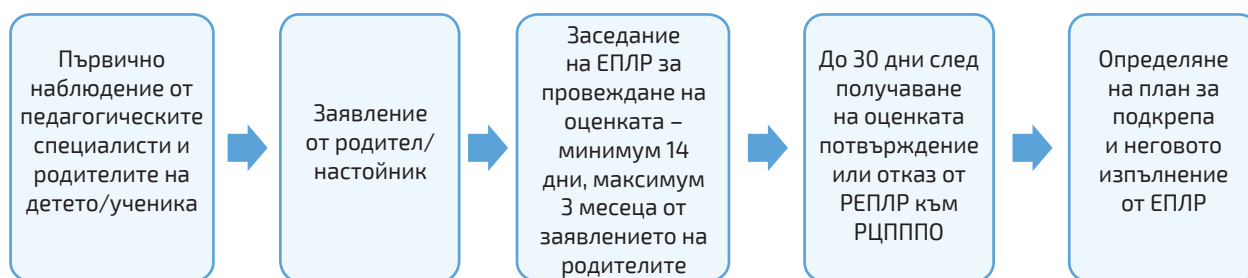 Първично
наблюдение от
педагогическите
специалисти и
родителите на
детето/ученика
Заявление
от родител/
настойник
Заседание
на ЕПЛР за
провеждане на
оценката –
минимум 14
дни, максимум
3 месеца от
заявлението на
родителите
До 30 дни след
получаване
на оценката
потвърждение
или отказ от
РЕПЛР към
РЦПППО
Определяне
на план за
подкрепа
и неговото
изпълнение
от ЕПЛР